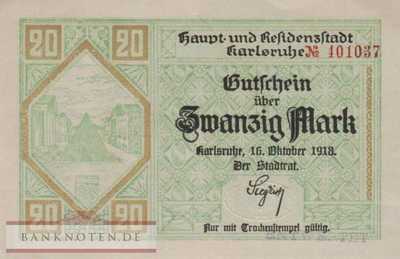 20 20
Haupt- und Residenzstadt
Karlsruhe № 401037
Gutschein
über
Zwanzig Mark
Karlsruhe, 16. Oktober 1918.
Der Stadtrat.
20 20
Nur mit Trockenstempel gültig.
BANKNOTEN.DE